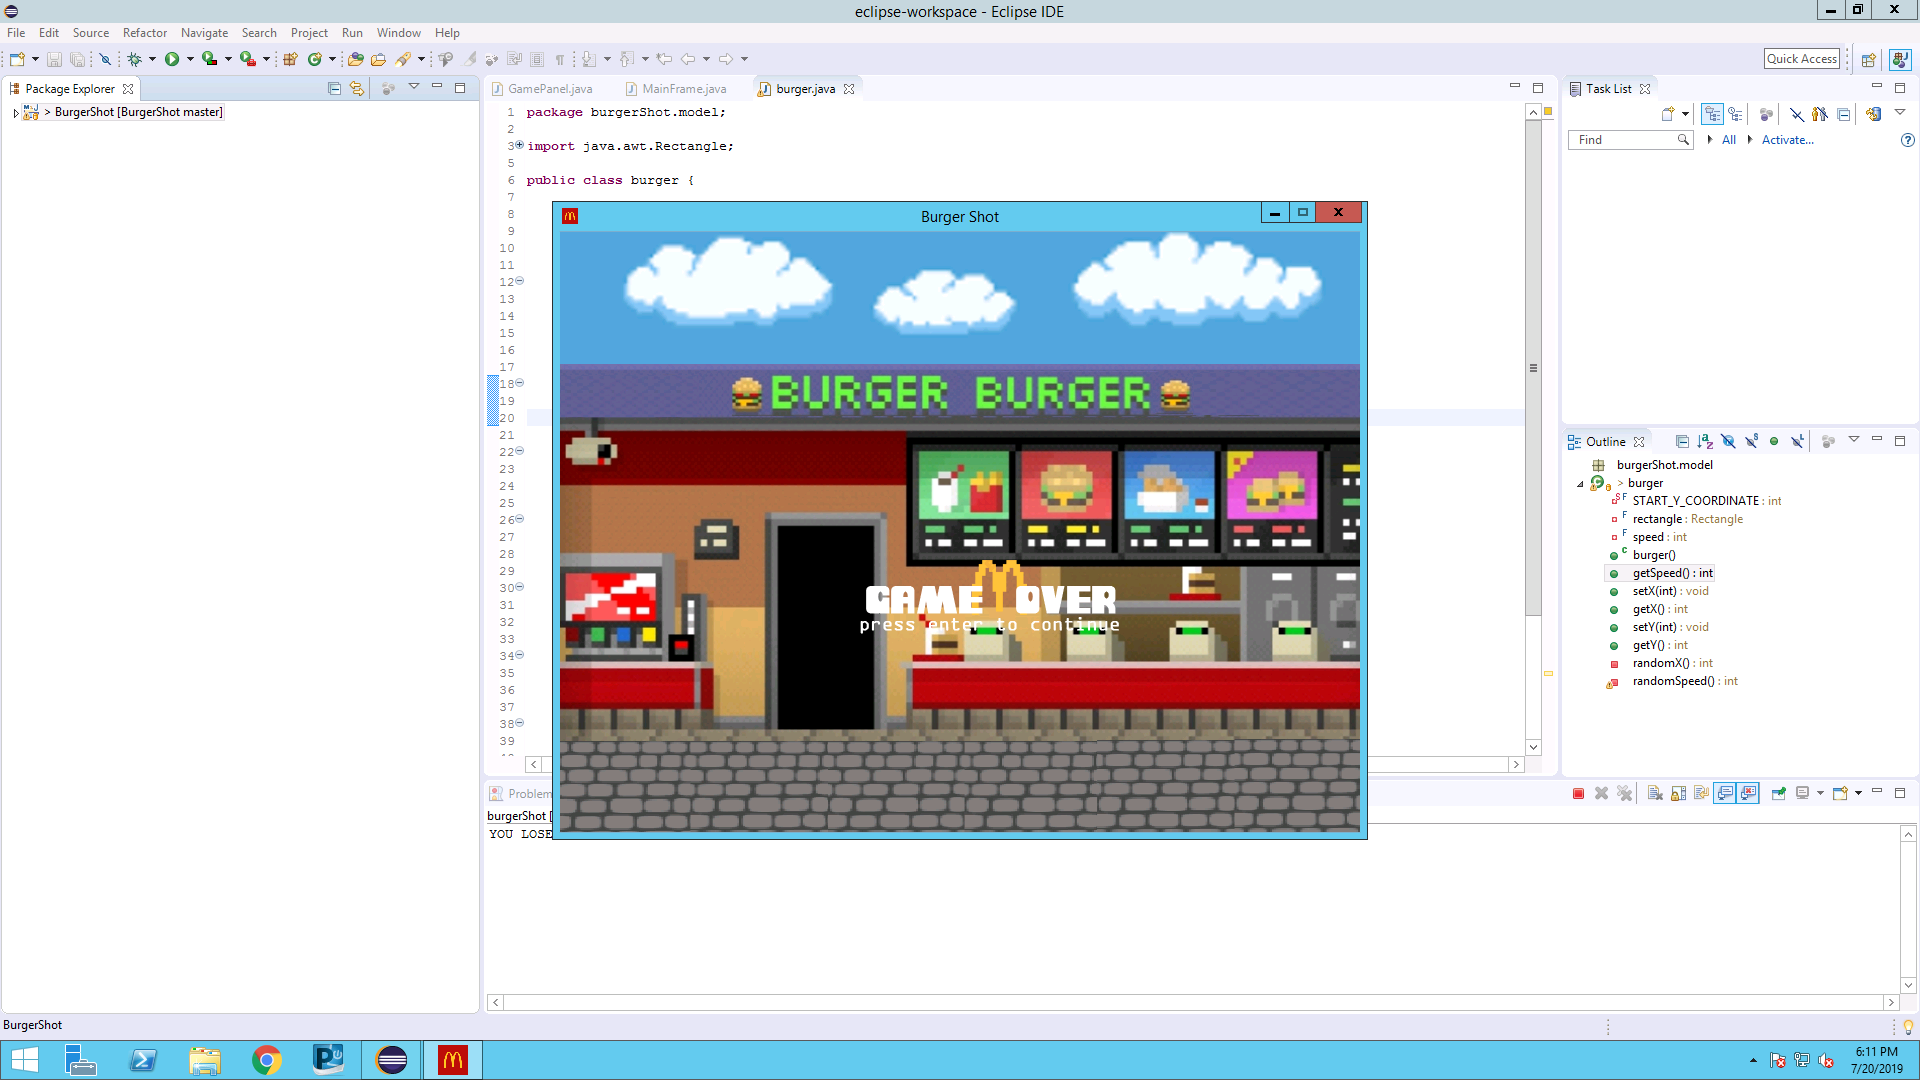 eclipse-workspace - Eclipse IDE
File Edit Source Refactor Navigate Search Project Run Window Help
Quick Access
Package Explorer
> BurgerShot [BurgerShot master]
GamePanel.java
MainFrame.java
burger.java
1 package burgerShot.model;
2
3 import java.awt.Rectangle;
5
6 public class burger {
7
8
9
10
11
12
13
14
15
16
17
18
19
20
21
22
23
24
25
26
27
28
29
30
31
32
33
34
35
36
37
38
39
Burger Shot
BURGER BURGER
GAME OVER
press enter to continue
Task List
Find
All
Activate...
Outline
burgerShot.model
> burger
START_Y_COORDINATE : int
rectangle : Rectangle
speed : int
burger()
getSpeed() : int
setX(int) : void
getX() : int
setY(int) : void
getY() : int
randomX() : int
randomSpeed() : int
Problem
burgerShot [
YOU LOSE
BurgerShot
6:11 PM
7/20/2019